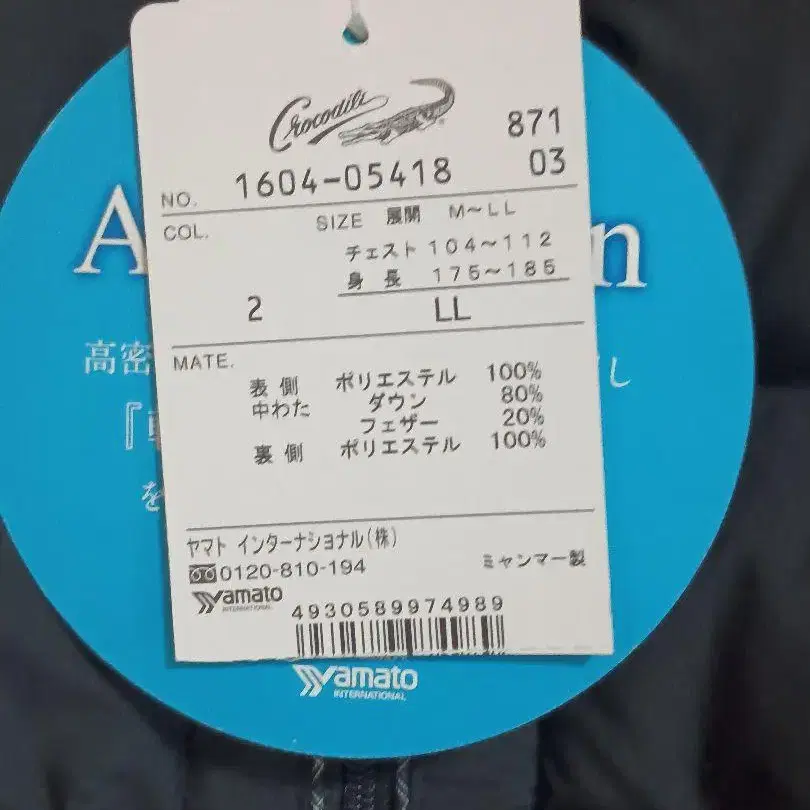 Crocodile
871
NO. 1604-05418 03
COL. SIZE 展開 M~LL
チェスト 104~112
身長 175~185
2 LL
MATE.
表側 ポリエステル 100%
中わた ダウン 80%
フェザー 20%
裏側 ポリエステル 100%
ヤマト インターナショナル(株)
0120-810-194 ミャンマー製
Yamato
INTERNATIONAL
4930589974989
A n
高密 し
『
を
Yamato
INTERNATIONAL